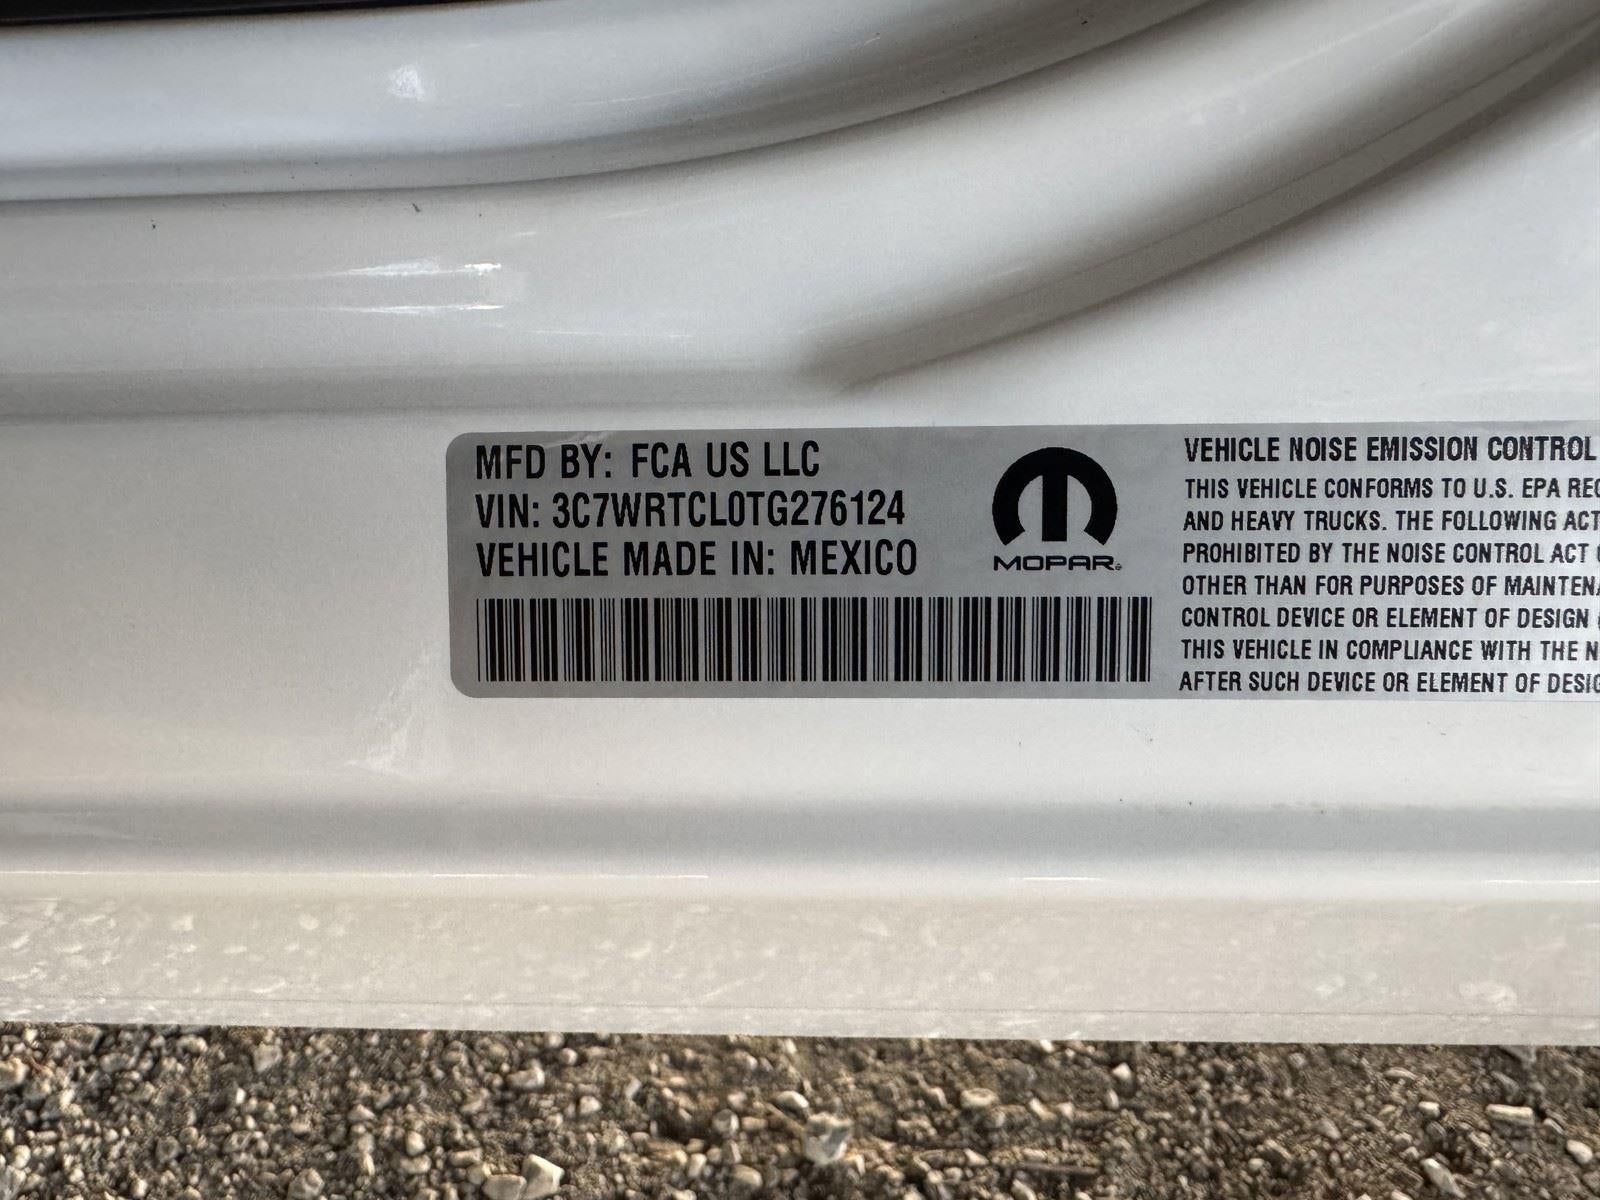 MFD BY: FCA US LLC
VIN: 3C7WRTCL0TG276124
VEHICLE MADE IN: MEXICO
MOPAR
VEHICLE NOISE EMISSION CONTROL
THIS VEHICLE CONFORMS TO U.S. EPA
AND HEAVY TRUCKS. THE FOLLOWING
PROHIBITED BY THE NOISE CONTROL ACT
OTHER THAN FOR PURPOSES OF
CONTROL DEVICE OR ELEMENT OF DESIGN
THIS VEHICLE IN COMPLIANCE WITH THE
AFTER SUCH DEVICE OR ELEMENT OF